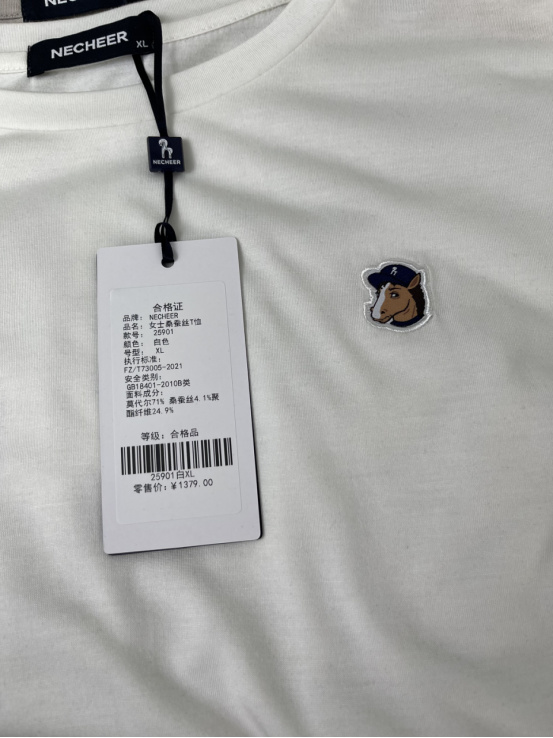 NECHEER
NECHEER
XL
NECHEER
合格证
品牌: NECHEER
品名: 女士桑蚕丝T恤
款号: 25901
颜色: 白色
号型: XL
执行标准:
FZ/T73005-2021
安全类别:
GB18401-2010B类
面料成分:
莫代尔71% 桑蚕丝4.1%聚
酯纤维24.9%
等级: 合格品
25901白XL
零售价: ¥1379.00